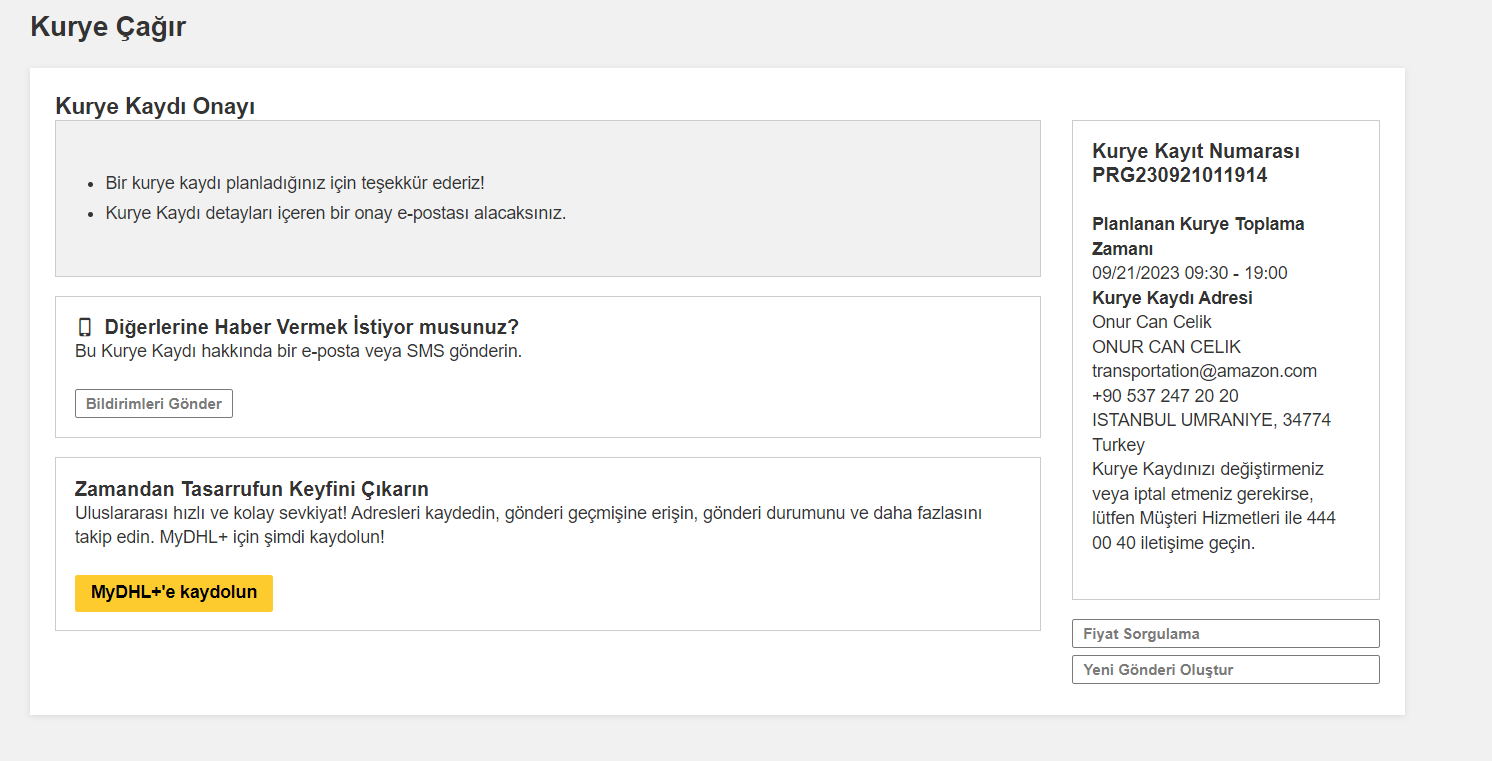 Kurye Çağır
Kurye Kaydı Onayı
Bir kurye kaydı planladığınız için teşekkür ederiz!
Kurye Kaydı detayları içeren bir onay e-postası alacaksınız.
Diğerlerine Haber Vermek İstiyor musunuz?
Bu Kurye Kaydı hakkında bir e-posta veya SMS gönderin.
Bildirimleri Gönder
Zamandan Tasarrufun Keyfini Çıkarın
Uluslararası hızlı ve kolay sevkiyat! Adresleri kaydedin, gönderi geçmişine erişin, gönderi durumunu ve daha fazlasını
takip edin. MyDHL+ için şimdi kaydolun!
MyDHL+'e kaydolun
Kurye Kayıt Numarası
PRG230921011914
Planlanan Kurye Toplama
Zamanı
09/21/2023 09:30 - 19:00
Kurye Kaydı Adresi
Onur Can Celik
ONUR CAN CELIK
transportation@amazon.com
+90 537 247 20 20
ISTANBUL UMRANIYE, 34774
Turkey
Kurye Kaydınızı değiştirmeniz
veya iptal etmeniz gerekirse,
lütfen Müşteri Hizmetleri ile 444
00 40 iletişime geçin.
Fiyat Sorgulama
Yeni Gönderi Oluştur